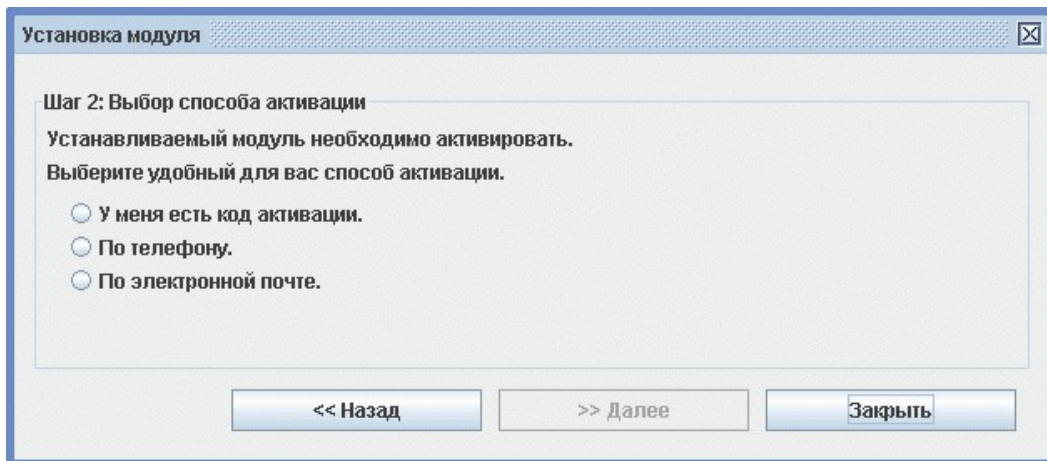 Установка модуля
Шаг 2: Выбор способа активации
Устанавливаемый модуль необходимо активировать.
Выберите удобный для вас способ активации.
У меня есть код активации.
По телефону.
По электронной почте.
<< Назад >> Далее Закрыть